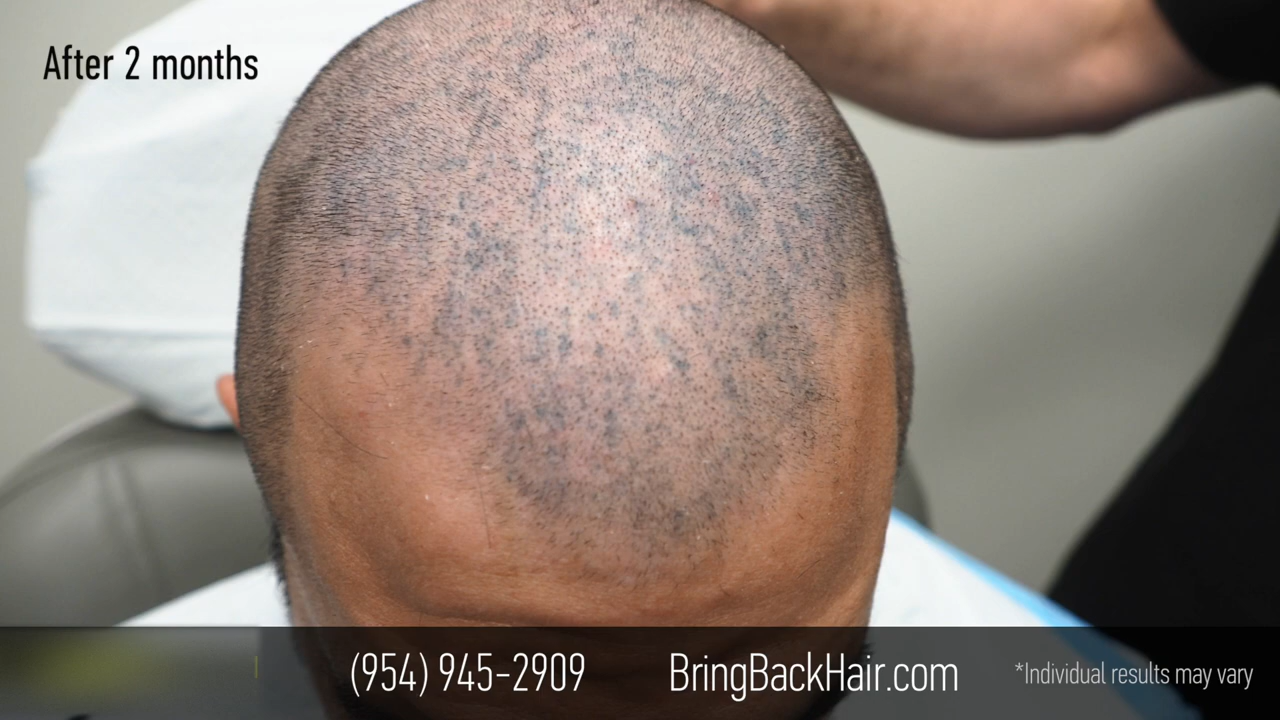 After 2 months
(954) 945-2909 BringBackHair.com *Individual results may vary